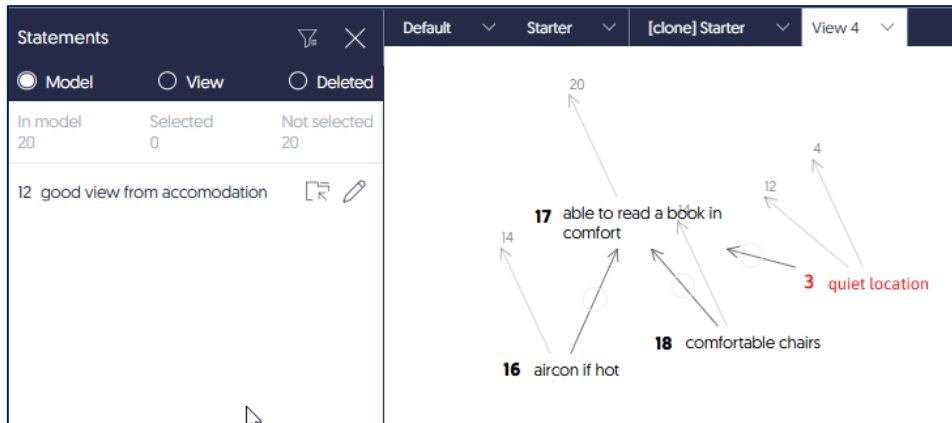 Statements
Default
Starter
[clone] Starter
View 4
Model
View
Deleted
In model
Selected
Not selected
20
0
20
12 good view from accomodation
20
4
12
17 able to read a book in
comfort
14
14
3 quiet location
18 comfortable chairs
16 aircon if hot